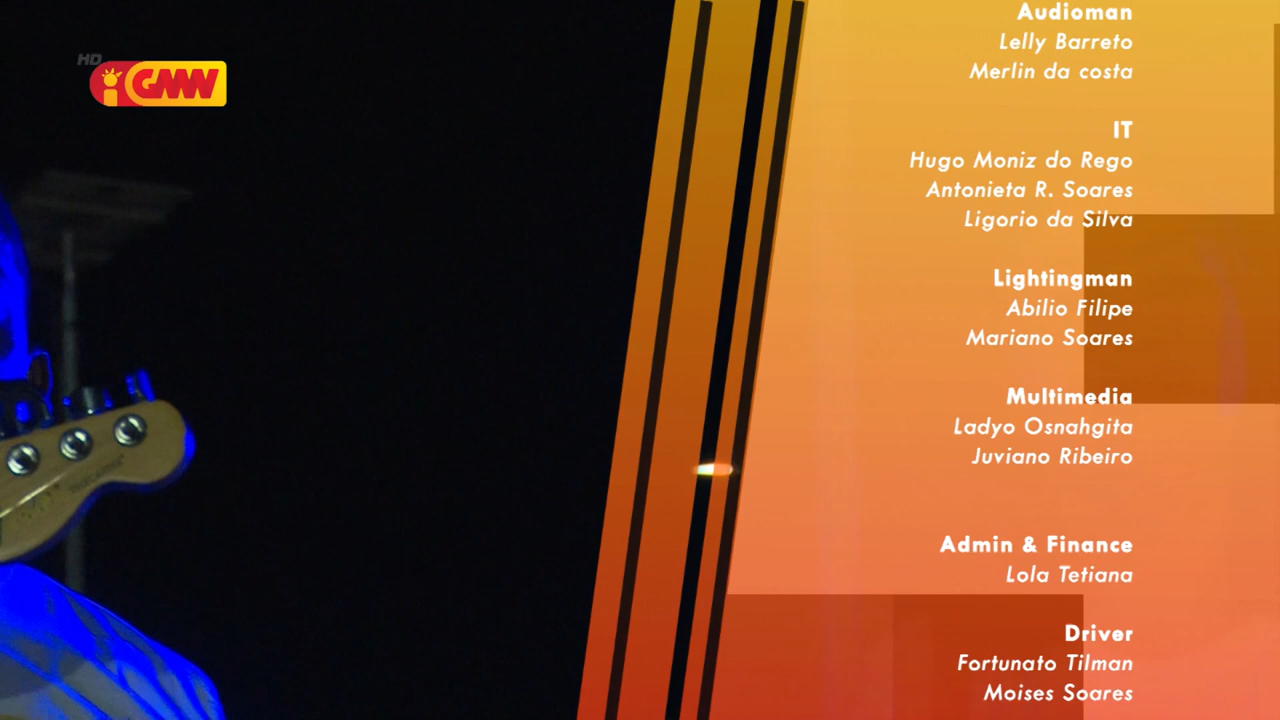 HD
iGMN
Audioman
Lelly Barreto
Merlin da costa
IT
Hugo Moniz do Rego
Antonieta R. Soares
Ligorio da Silva
Lightingman
Abilio Filipe
Mariano Soares
Multimedia
Ladyo Osnahgita
Juviano Ribeiro
Admin & Finance
Lola Tetiana
Driver
Fortunato Tilman
Moises Soares